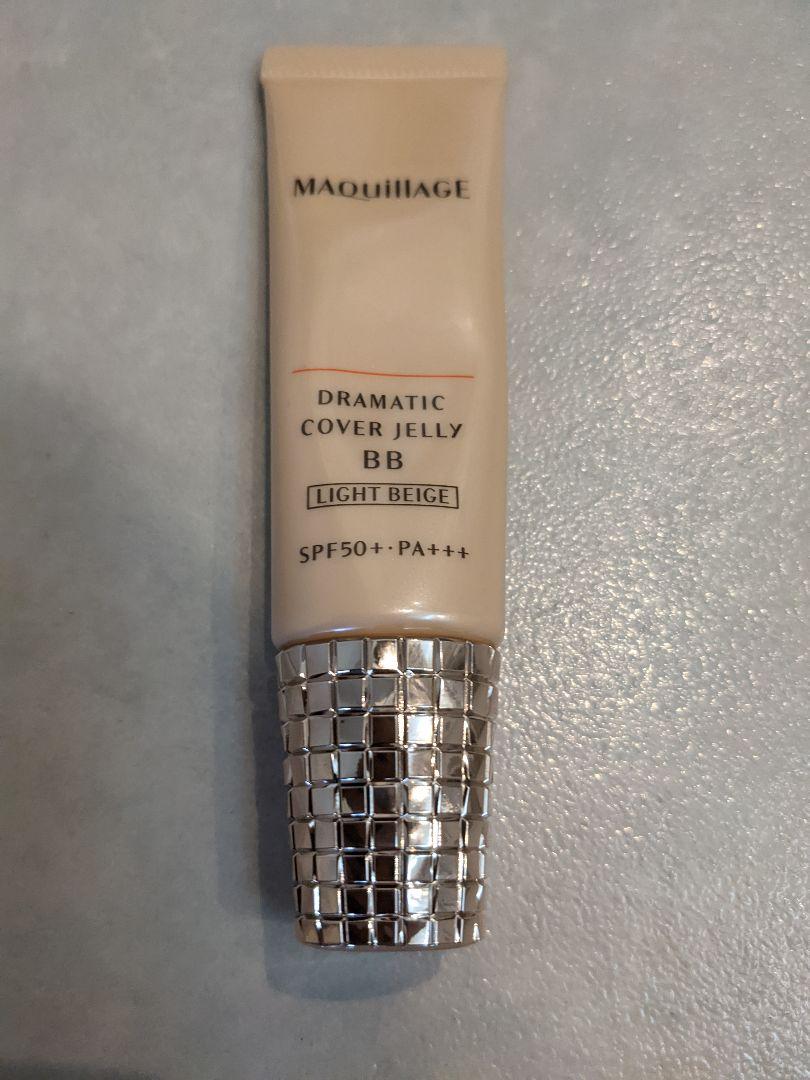 MAQuillAGE
DRAMATIC
COVER JELLY
BB
LIGHT BEIGE
SPF50+·PA+++